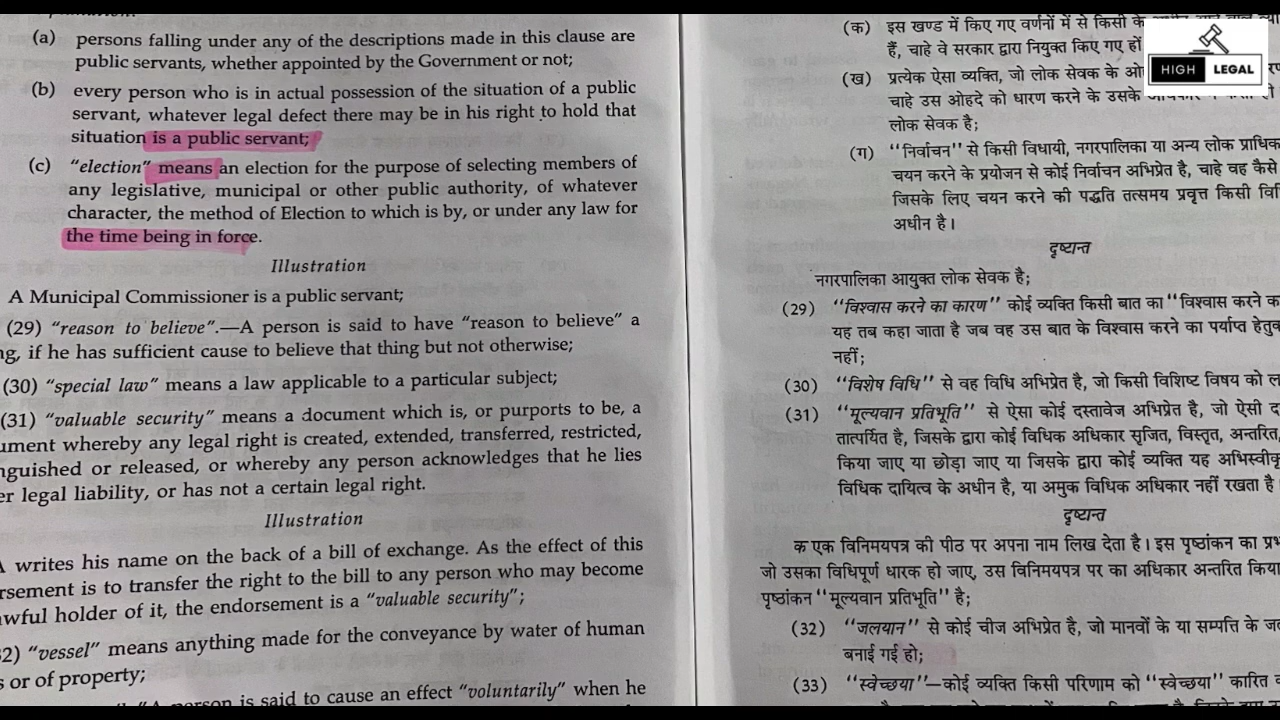 (a) persons falling under any of the descriptions made in this clause are
public servants, whether appointed by the Government or not;
(b) every person who is in actual possession of the situation of a public
servant, whatever legal defect there may be in his right to hold that
situation is a public servant;
(c) "election" means an election for the purpose of selecting members of
any legislative, municipal or other public authority, of whatever
character, the method of Election to which is by, or under any law for
the time being in force.
Illustration
A Municipal Commissioner is a public servant;
(29) "reason to believe".—A person is said to have "reason to believe" a
if he has sufficient cause to believe that thing but not otherwise;
(30) "special law" means a law applicable to a particular subject;
(31) "valuable security" means a document which is, or purports to be, a
whereby any legal right is created, extended, transferred, restricted,
or released, or whereby any person acknowledges that he lies
legal liability, or has not a certain legal right.
Illustration
A writes his name on the back of a bill of exchange. As the effect of this
is to transfer the right to the bill to any person who may become
holder of it, the endorsement is a "valuable security";
"vessel" means anything made for the conveyance by water of human
or of property;
person is said to cause an effect "voluntarily" when he
(क) इस खण्ड में किए गए वर्णनों में से किसी के
हैं, चाहे वे सरकार द्वारा नियुक्त किए गए हों
(ख) प्रत्येक ऐसा व्यक्ति, जो लोक सेवक के
चाहे उस ओहदे को धारण करने के उसके
लोक सेवक है;
(ग) "निर्वाचन" से किसी विधायी, नगरपालिका या अन्य लोक
चयन करने के प्रयोजन से कोई निर्वाचन अभिप्रेत है, चाहे वह कैसे
जिसके लिए चयन करने की पद्धति तत्समय प्रवृत्त किसी
अधीन है।
दृष्टान्त
नगरपालिका आयुक्त लोक सेवक है;
(29) "विश्वास करने का कारण" कोई व्यक्ति किसी बात का "विश्वास करने
यह तब कहा जाता है जब वह उस बात के विश्वास करने का पर्याप्त
नहीं;
(30) "विशेष विधि" से वह विधि अभिप्रेत है, जो किसी विशिष्ट विषय को
(31) "मूल्यवान प्रतिभूति" से ऐसा कोई दस्तावेज अभिप्रेत है, जो ऐसी
तात्पर्यित है, जिसके द्वारा कोई विधिक अधिकार सृजित, विस्तृत, अन्तरित,
किया जाए या छोड़ा जाए या जिसके द्वारा कोई व्यक्ति यह
विधिक दायित्व के अधीन है, या अमुक विधिक अधिकार नहीं रखता है।
दृष्टान्त
क एक विनिमयपत्र की पीठ पर अपना नाम लिख देता है। इस पृष्ठांकन का
जो उसका विधिपूर्ण धारक हो जाए, उस विनिमयपत्र पर का अधिकार अन्तरित किया
पृष्ठांकन "मूल्यवान प्रतिभूति" है;
(32) "जलयान" से कोई चीज अभिप्रेत है, जो मानवों के या सम्पत्ति के
बनाई गई हो;
(33) "स्वेच्छया"—कोई व्यक्ति किसी परिणाम को "स्वेच्छया" कारित
HIGH LEGAL